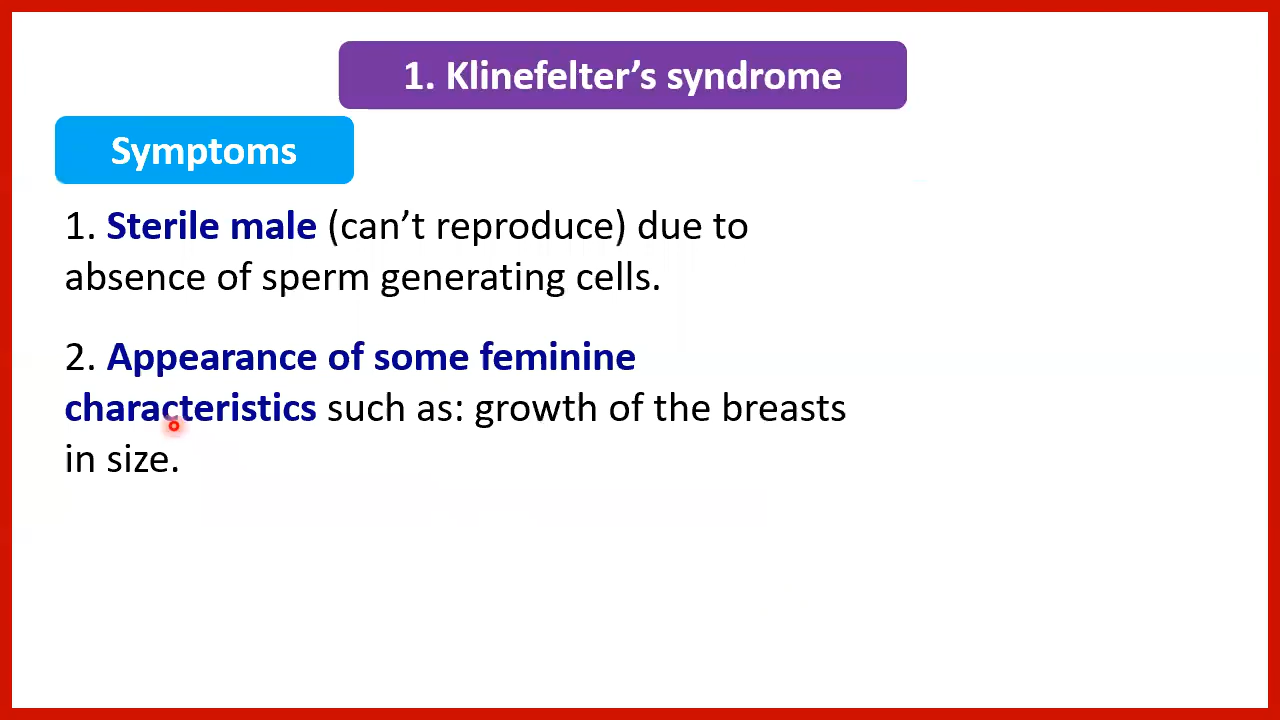 1. Klinefelter’s syndrome
Symptoms
1. Sterile male (can’t reproduce) due to
absence of sperm generating cells.
2. Appearance of some feminine
characteristics such as: growth of the breasts
in size.